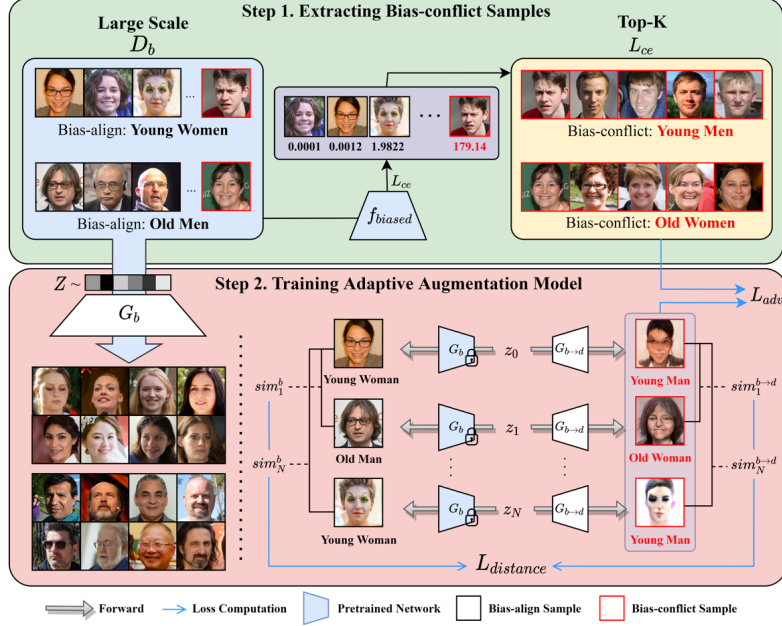 Step 1. Extracting Bias-conflict Samples
Large Scale
D_b
Bias-align: Young Women
Bias-align: Old Men
...
...
0.0001 0.0012 1.9822 179.14
L_ce
f_biased
Top-K
L_ce
Bias-conflict: Young Men
Bias-conflict: Old Women
Step 2. Training Adaptive Augmentation Model
Z ~
G_b
L_adv
Young Woman
G_b
z_0
G_b→d
Young Man
sim_1^b
sim_1^b→d
Old Man
G_b
z_1
G_b→d
Old Woman
sim_N^b
sim_N^b→d
Young Woman
G_b
z_N
G_b→d
Young Man
L_distance
Forward
Loss Computation
Pretrained Network
Bias-align Sample
Bias-conflict Sample